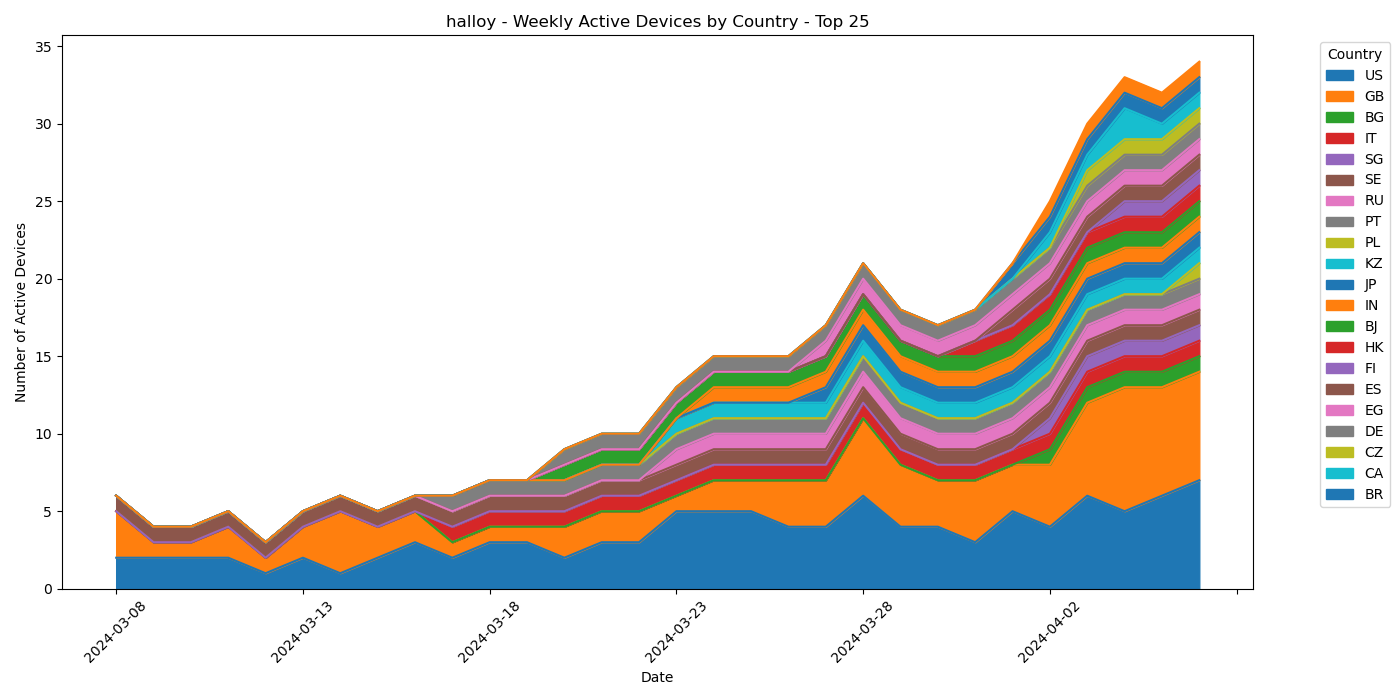 halloy - Weekly Active Devices by Country - Top 25
Number of Active Devices
35
30
25
20
15
10
5
0
2024-03-08
2024-03-13
2024-03-18
2024-03-23
2024-03-28
2024-04-02
Date
Country
US
GB
BG
IT
SG
SE
RU
PT
PL
KZ
JP
IN
BJ
HK
FI
ES
EG
DE
CZ
CA
BR